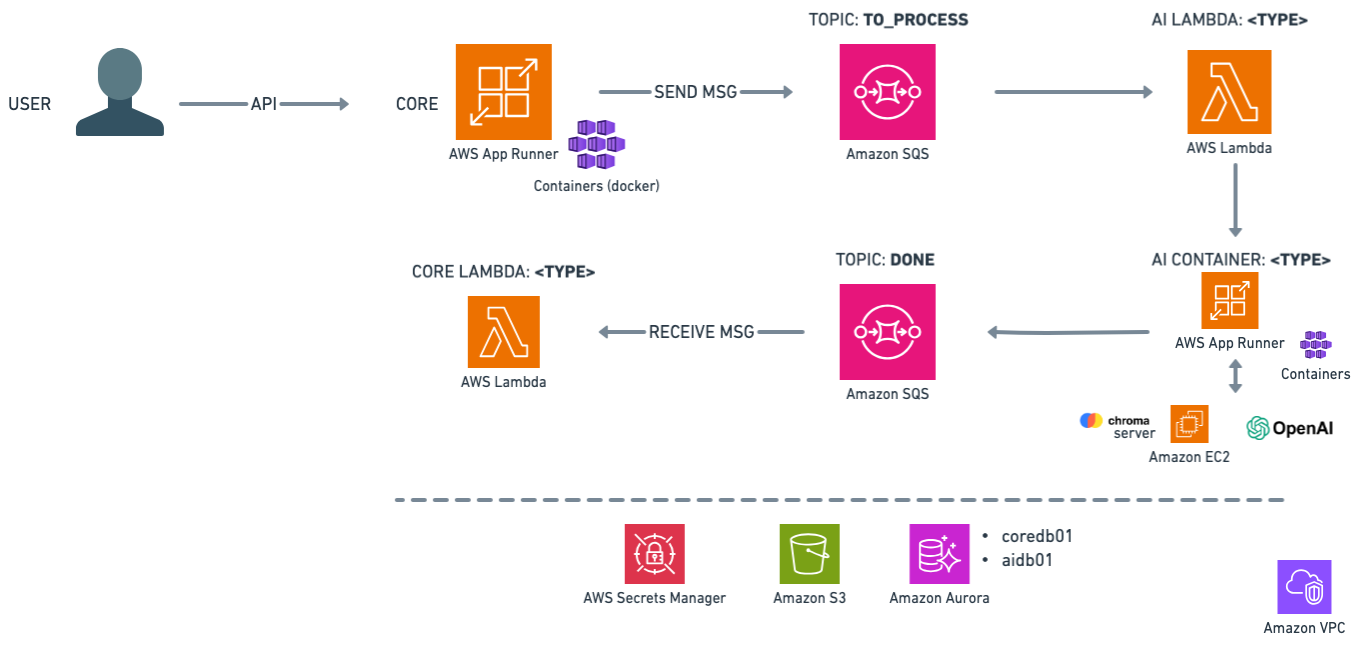 TOPIC: TO_PROCESS
AI LAMBDA: <TYPE>
USER
API
CORE
SEND MSG
AWS App Runner
Amazon SQS
AWS Lambda
Containers (docker)
CORE LAMBDA: <TYPE>
TOPIC: DONE
AI CONTAINER: <TYPE>
RECEIVE MSG
AWS Lambda
Amazon SQS
AWS App Runner
Containers
chroma
server
OpenAI
Amazon EC2
• coredb01
• aidb01
AWS Secrets Manager
Amazon S3
Amazon Aurora
Amazon VPC